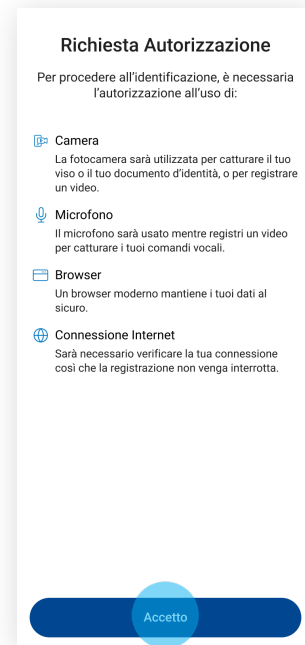 Richiesta Autorizzazione
Per procedere all’identificazione, è necessaria
l’autorizzazione all’uso di:
Camera
La fotocamera sarà utilizzata per catturare il tuo
viso o il tuo documento d’identità, o per registrare
un video.
Microfono
Il microfono sarà usato mentre registri un video
per catturare i tuoi comandi vocali.
Browser
Un browser moderno mantiene i tuoi dati al
sicuro.
Connessione Internet
Sarà necessario verificare la tua connessione
così che la registrazione non venga interrotta.
Accetto